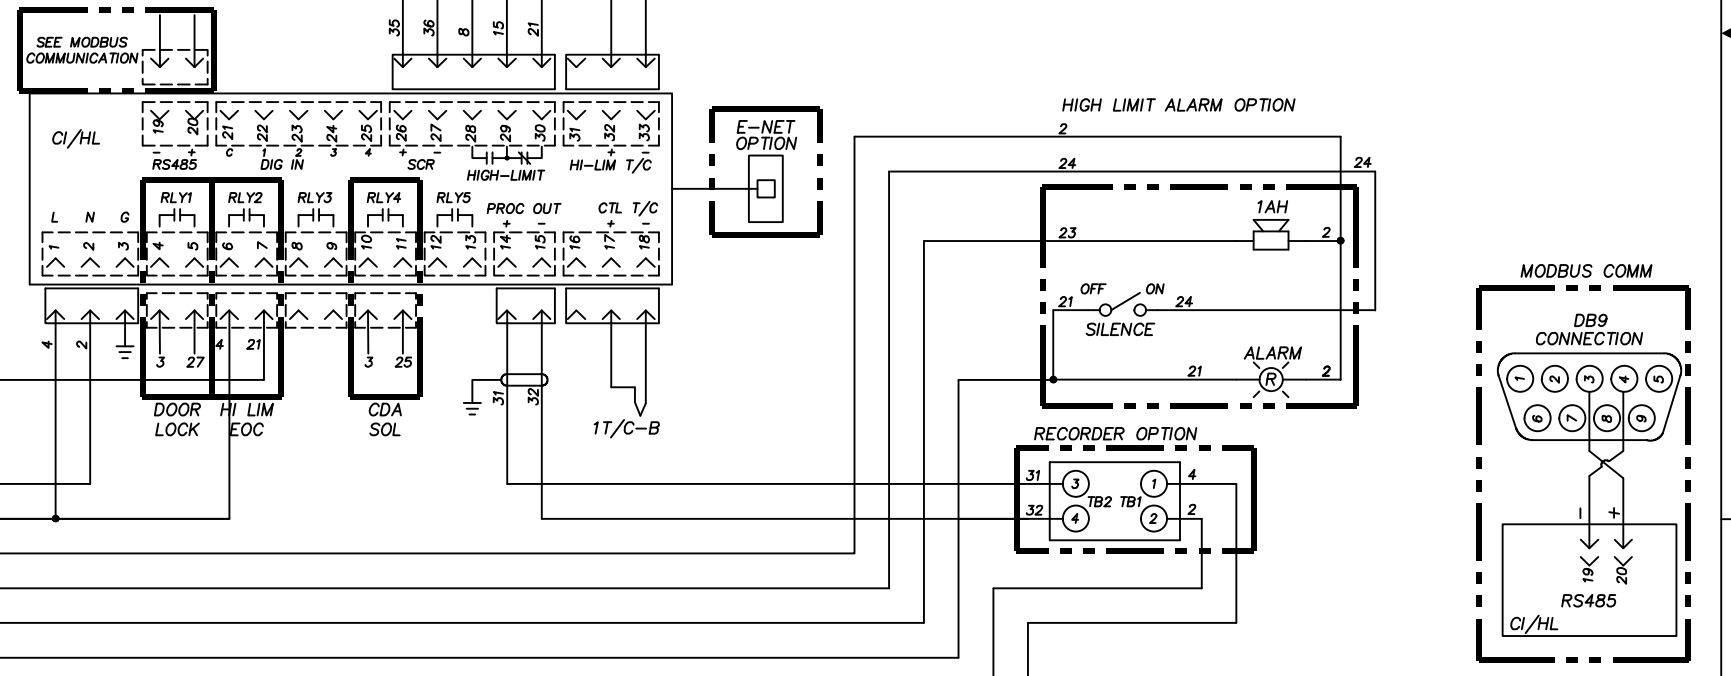 35 36 8 15 21
SEE MODBUS
COMMUNICATION
HIGH LIMIT ALARM OPTION
CI/HL
19 20 21 22 23 24 25 26 27 28 29 30 31 32 33
- + C 1 2 3 4 + - + -
RS485 DIG IN SCR HI-LIM T/C
HIGH-LIMIT
E-NET
OPTION
2
24 24
RLY1 RLY2 RLY3 RLY4 RLY5
L N G PROC OUT CTL T/C
+ - + -
1 2 3 4 5 6 7 8 9 10 11 12 13 14 15 16 17 18
1AH
23 2
OFF ON
21 24
SILENCE
ALARM
21 R 2
4 2 3 27 4 21 3 25
31 32
DOOR
LOCK
HI LIM
EOC
CDA
SOL
1T/C-B
RECORDER OPTION
31 3 1 4
TB2 TB1
32 4 2 2
MODBUS COMM
DB9
CONNECTION
1 2 3 4 5
6 7 8 9
- +
19 20
RS485
CI/HL